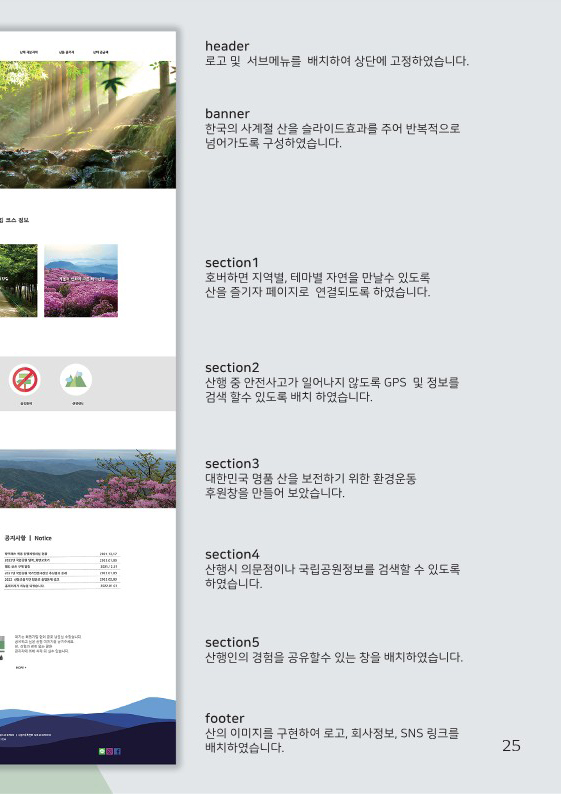 header
로고 및  서브메뉴를  배치하여 상단에 고정하였습니다.
banner
한국의 사계절 산을 슬라이드효과를 주어 반복적으로
넘어가도록 구성하였습니다.
코스 정보
section1
호버하면 지역별, 테마별 자연을 만날수 있도록
산을 즐기자 페이지로  연결되도록 하였습니다.
section2
산행 중 안전사고가 일어나지 않도록 GPS  및 정보를
검색 할수 있도록 배치 하였습니다.
section3
대한민국 명품 산을 보전하기 위한 환경운동
후원창을 만들어 보았습니다.
공지사항 | Notice
section4
산행시 의문점이나 국립공원정보를 검색할 수 있도록
하였습니다.
section5
산행인의 경험을 공유할수 있는 창을 배치하였습니다.
footer
산의 이미지를 구현하여 로고, 회사정보, SNS 링크를
배치하였습니다.
25